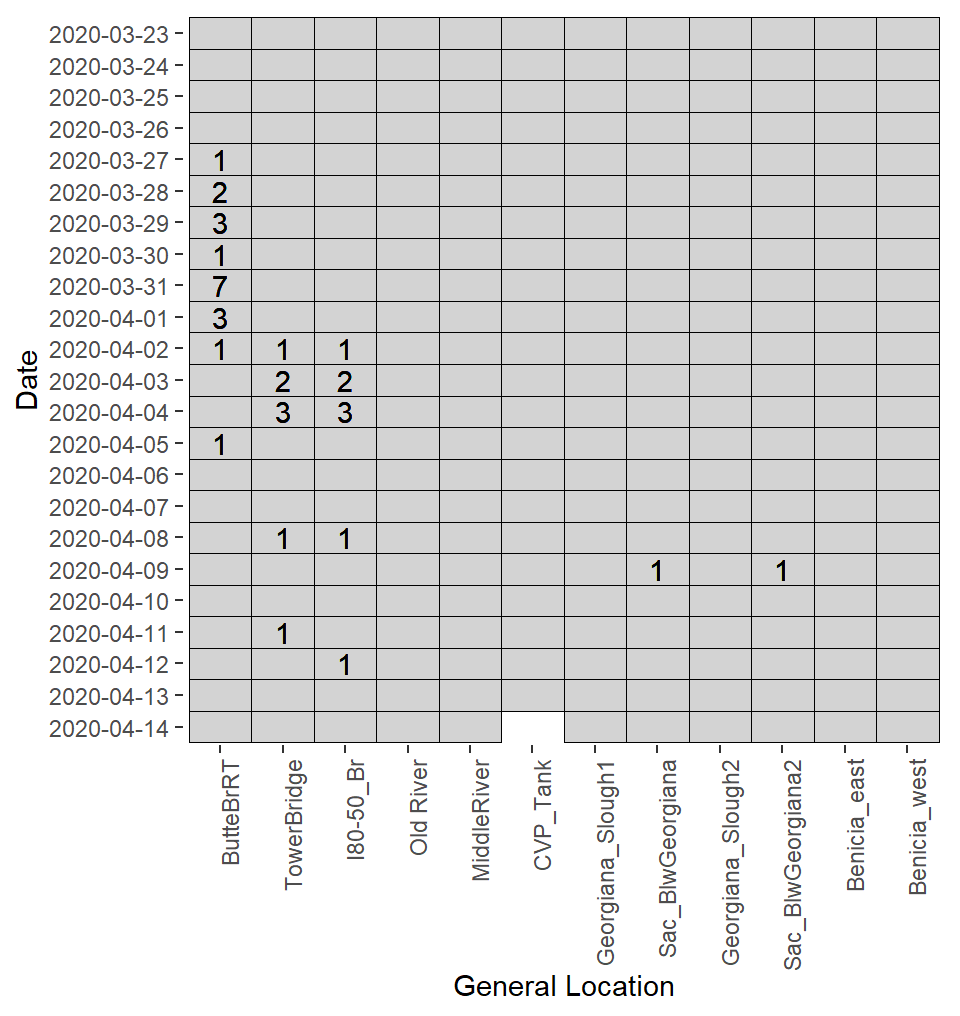 2020-03-23
2020-03-24
2020-03-25
2020-03-26
2020-03-27 1
2020-03-28 2
2020-03-29 3
2020-03-30 1
2020-03-31 7
2020-04-01 3
2020-04-02 1 1 1
2020-04-03 2 2
2020-04-04 3 3
2020-04-05 1
2020-04-06
2020-04-07
2020-04-08 1 1
2020-04-09 1 1
2020-04-10
2020-04-11 1
2020-04-12 1
2020-04-13
2020-04-14
Date
ButteBrRT
TowerBridge
I80-50_Br
Old River
MiddleRiver
CVP_Tank
Georgiana_Slough1
Sac_BlwGeorgiana
Georgiana_Slough2
Sac_BlwGeorgiana2
Benicia_east
Benicia_west
General Location